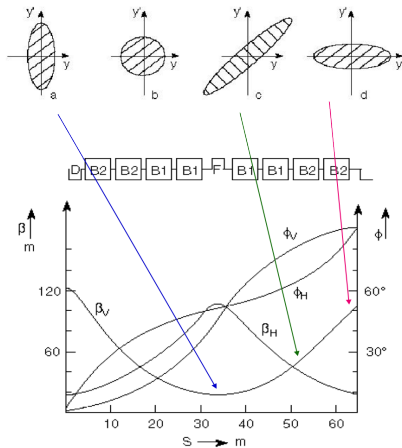 y' y' y' y'
y y y y
a b c d
D B2 B2 B1 B1 F B1 B1 B2 B2
β
m
ϕ
ϕV
120 60°
βV
ϕH
βH
60 30°
10 20 30 40 50 60
S m